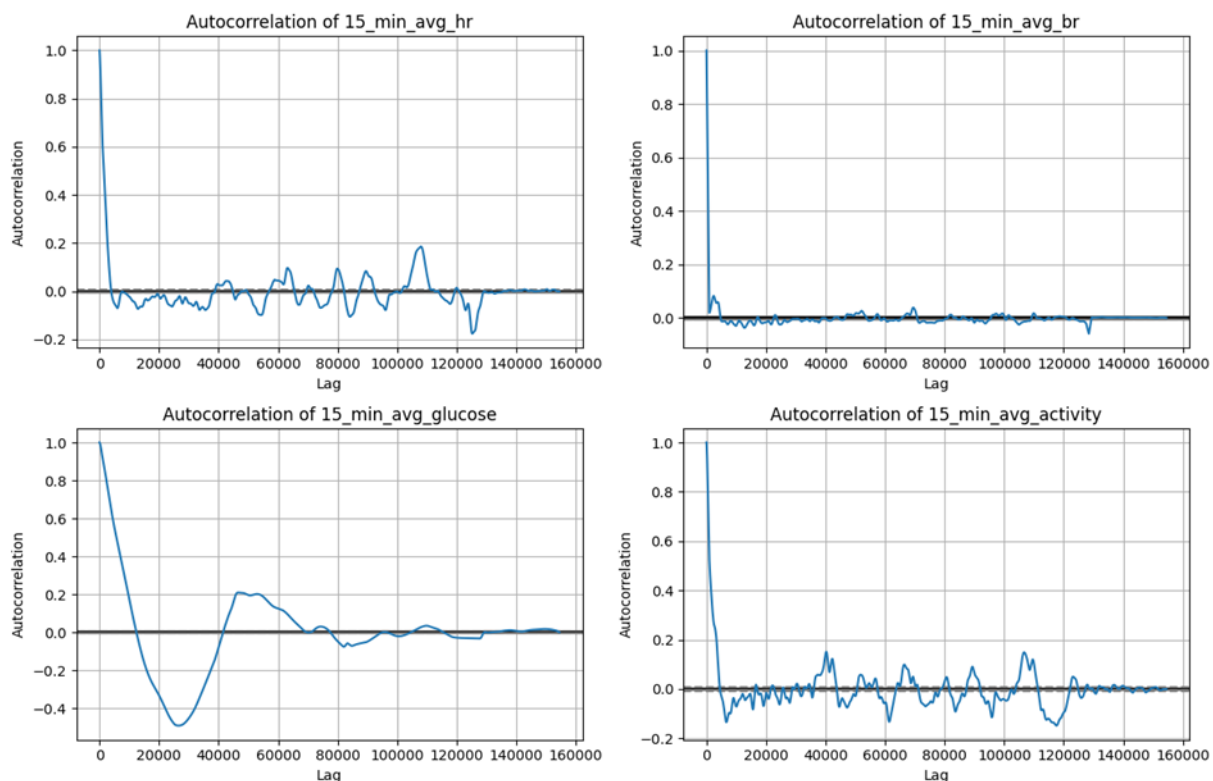 Autocorrelation of 15_min_avg_hr
Autocorrelation
1.0
0.8
0.6
0.4
0.2
0.0
−0.2
0 20000 40000 60000 80000 100000 120000 140000 160000
Lag
Autocorrelation of 15_min_avg_br
Autocorrelation
1.0
0.8
0.6
0.4
0.2
0.0
0 20000 40000 60000 80000 100000 120000 140000 160000
Lag
Autocorrelation of 15_min_avg_glucose
Autocorrelation
1.0
0.8
0.6
0.4
0.2
0.0
−0.2
−0.4
0 20000 40000 60000 80000 100000 120000 140000 160000
Lag
Autocorrelation of 15_min_avg_activity
Autocorrelation
1.0
0.8
0.6
0.4
0.2
0.0
−0.2
0 20000 40000 60000 80000 100000 120000 140000 160000
Lag